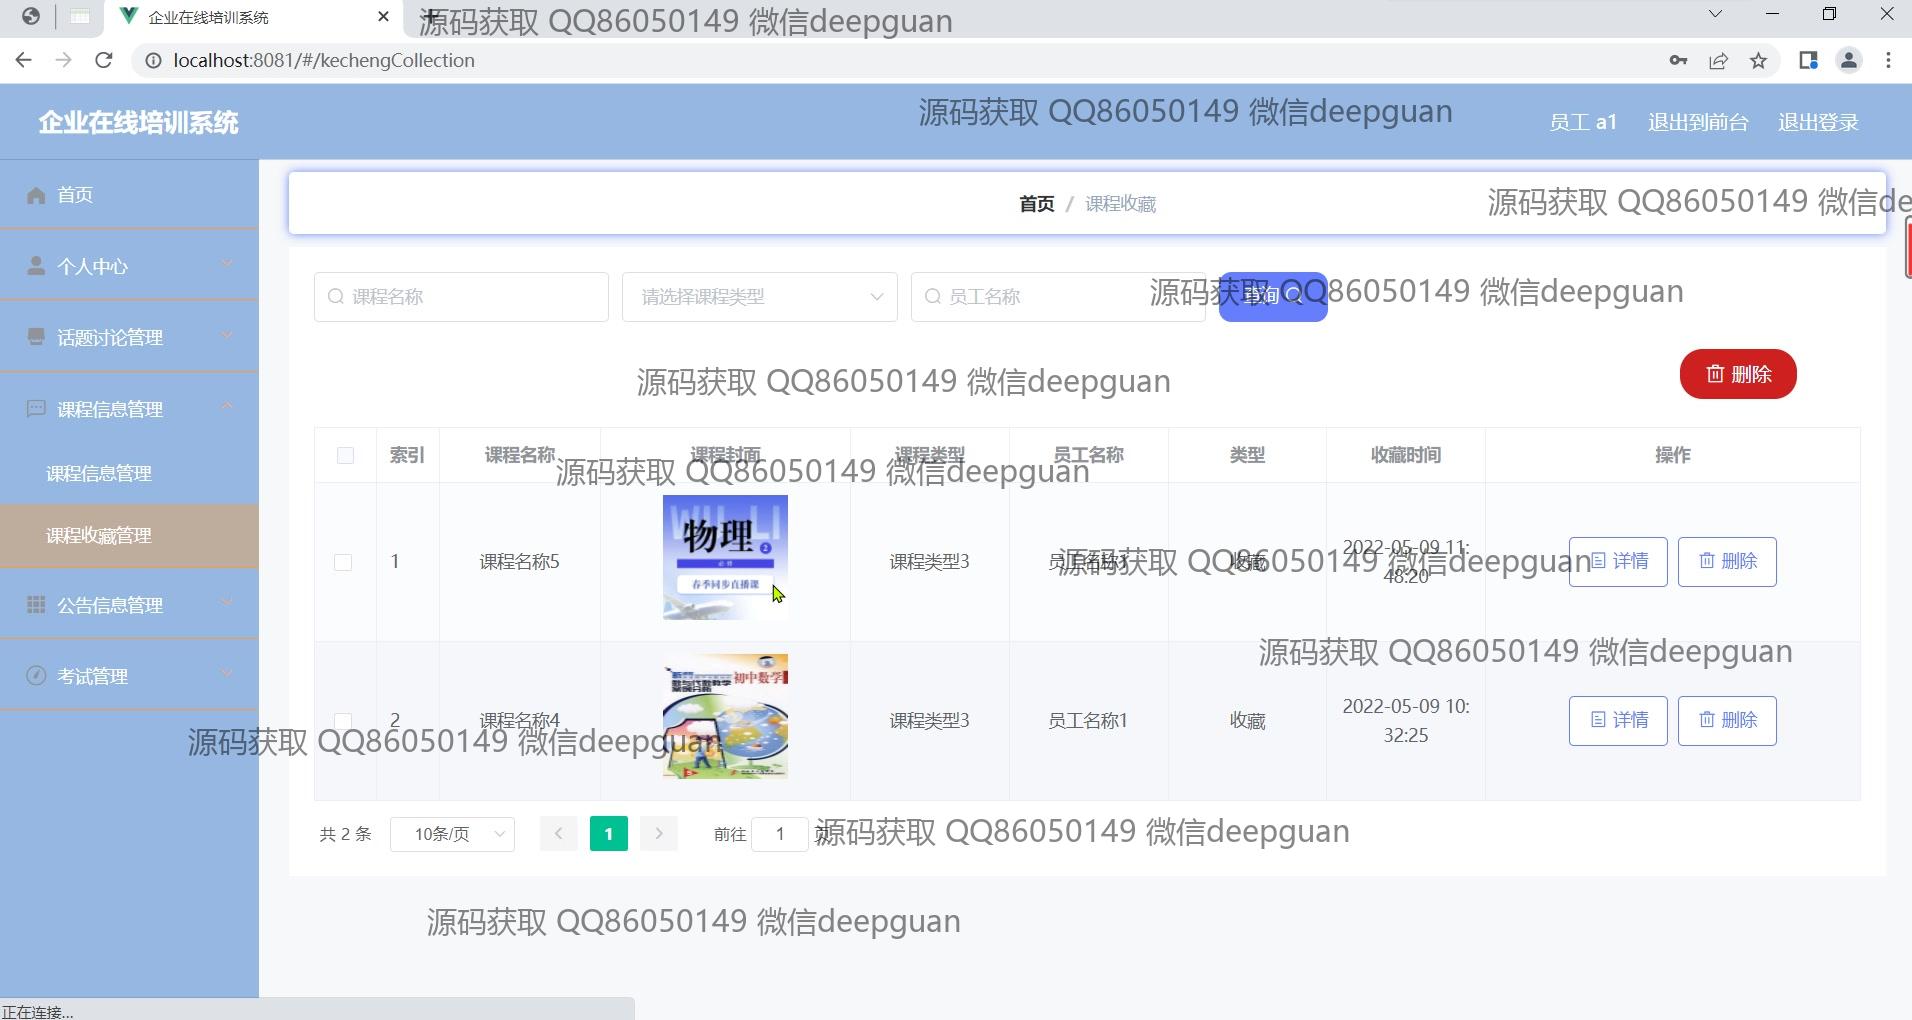 企业在线培训系统
源码获取 QQ86050149 微信deepguan
localhost:8081/#/kechengCollection
企业在线培训系统
源码获取 QQ86050149 微信deepguan
员工 a1
退出到前台
退出登录
首页
个人中心
话题讨论管理
课程信息管理
课程信息管理
课程收藏管理
公告信息管理
考试管理
首页 / 课程收藏
源码获取 QQ86050149 微信de
课程名称
请选择课程类型
员工名称
查询
源码获取 QQ86050149 微信deepguan
源码获取 QQ86050149 微信deepguan
删除
索引 课程名称 课程封面 课程类型 员工名称 类型 收藏时间 操作
源码获取 QQ86050149 微信deepguan
1 课程名称5
物理 2
必修
春季同步直播课
课程类型3 员工名称1 收藏
2022-05-09 11:
48:20
详情 删除
源码获取 QQ86050149 微信deepguan
源码获取 QQ86050149 微信deepguan
2 课程名称4
初中数学
课程类型3 员工名称1 收藏
2022-05-09 10:
32:25
详情 删除
源码获取 QQ86050149 微信deepguan
共 2 条 10条/页 1 前往 1 页
源码获取 QQ86050149 微信deepguan
源码获取 QQ86050149 微信deepguan
正在连接...